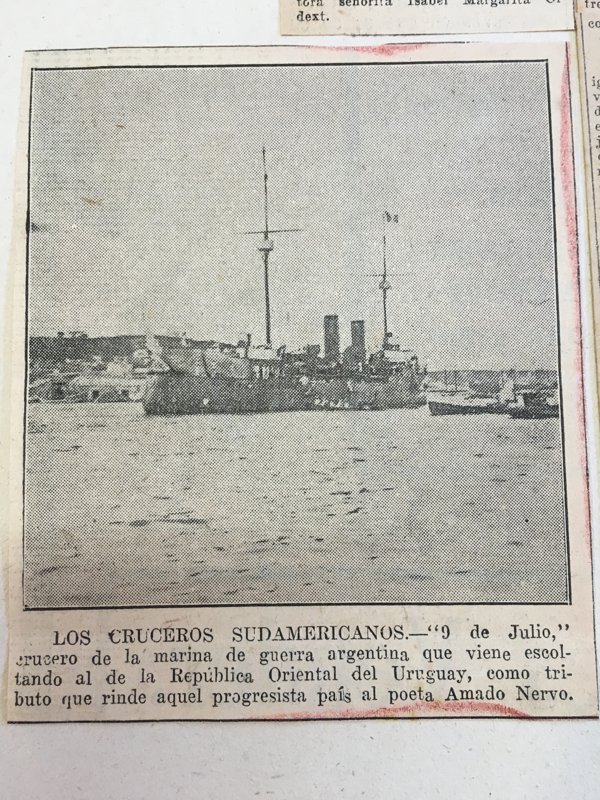 tora señorita Isabel Margarita
dext.
LOS CRUCEROS SUDAMERICANOS.—"9 de Julio,"
crucero de la marina de guerra argentina que viene escol-
tando al de la República Oriental del Uruguay, como tri-
buto que rinde aquel progresista país al poeta Amado Nervo.